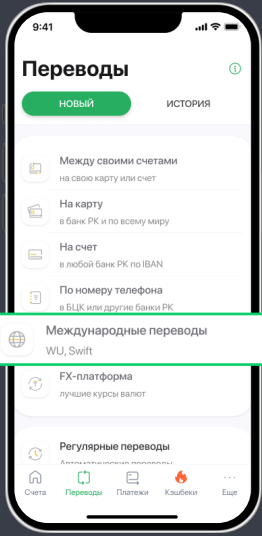 9:41
Переводы
НОВЫЙ
ИСТОРИЯ
Между своими счетами
на свою карту или счет
На карту
в банк РК и по всему миру
На счет
в любой банк РК по IBAN
По номеру телефона
в БЦК или другие банки РК
Международные переводы
WU, Swift
FX-платформа
лучшие курсы валют
Регулярные переводы
Автоматические переводы
Счета
Переводы
Платежи
Кэшбеки
Еще